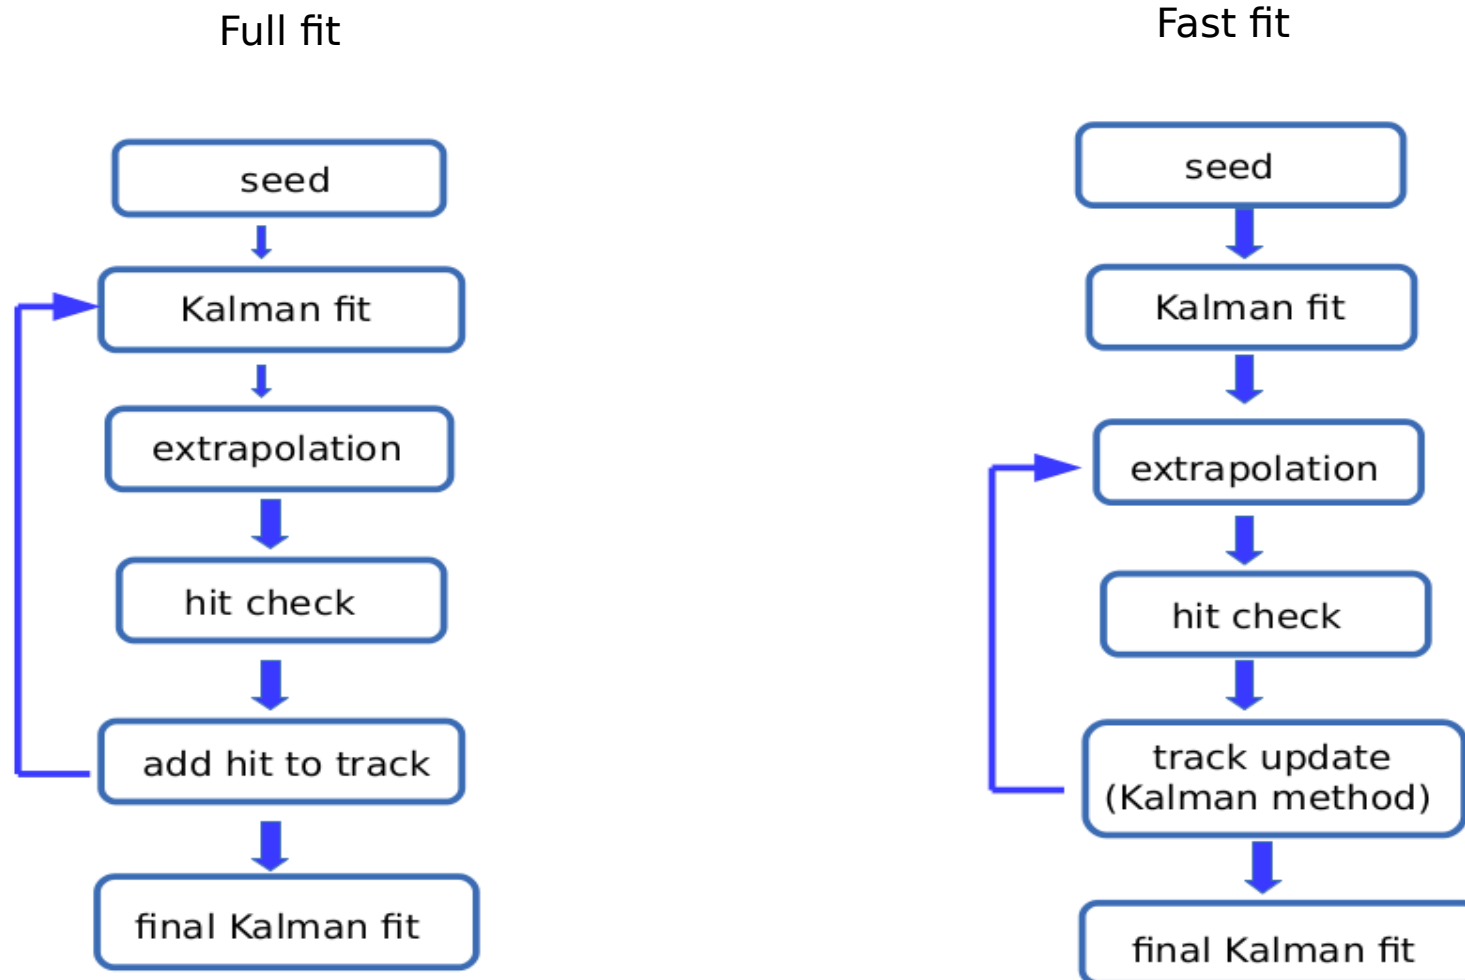 Full fit
seed
Kalman fit
extrapolation
hit check
add hit to track
final Kalman fit
Fast fit
seed
Kalman fit
extrapolation
hit check
track update
(Kalman method)
final Kalman fit